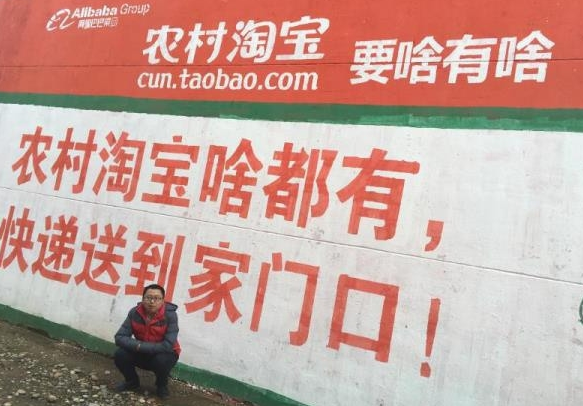 Alibaba Group
阿里巴巴集团
农村淘宝 要啥有啥
cun.taobao.com
农村淘宝啥都有，
快递送到家门口！